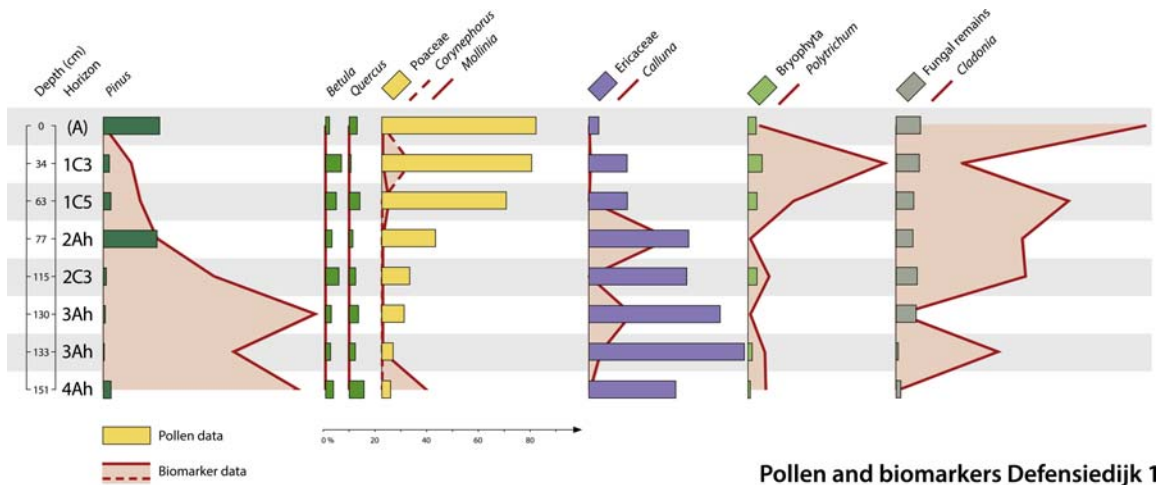 Depth (cm)
Horizon
Pinus
Betula
Quercus
Poaceae
Corynephorus
Mollinia
Ericaceae
Calluna
Bryophyta
Polytrichum
Fungal remains
Cladonia
0 (A)
34 1C3
63 1C5
77 2Ah
115 2C3
130 3Ah
133 3Ah
151 4Ah
0 % 20 40 60 80
Pollen data
Biomarker data
Pollen and biomarkers Defensiedijk 1